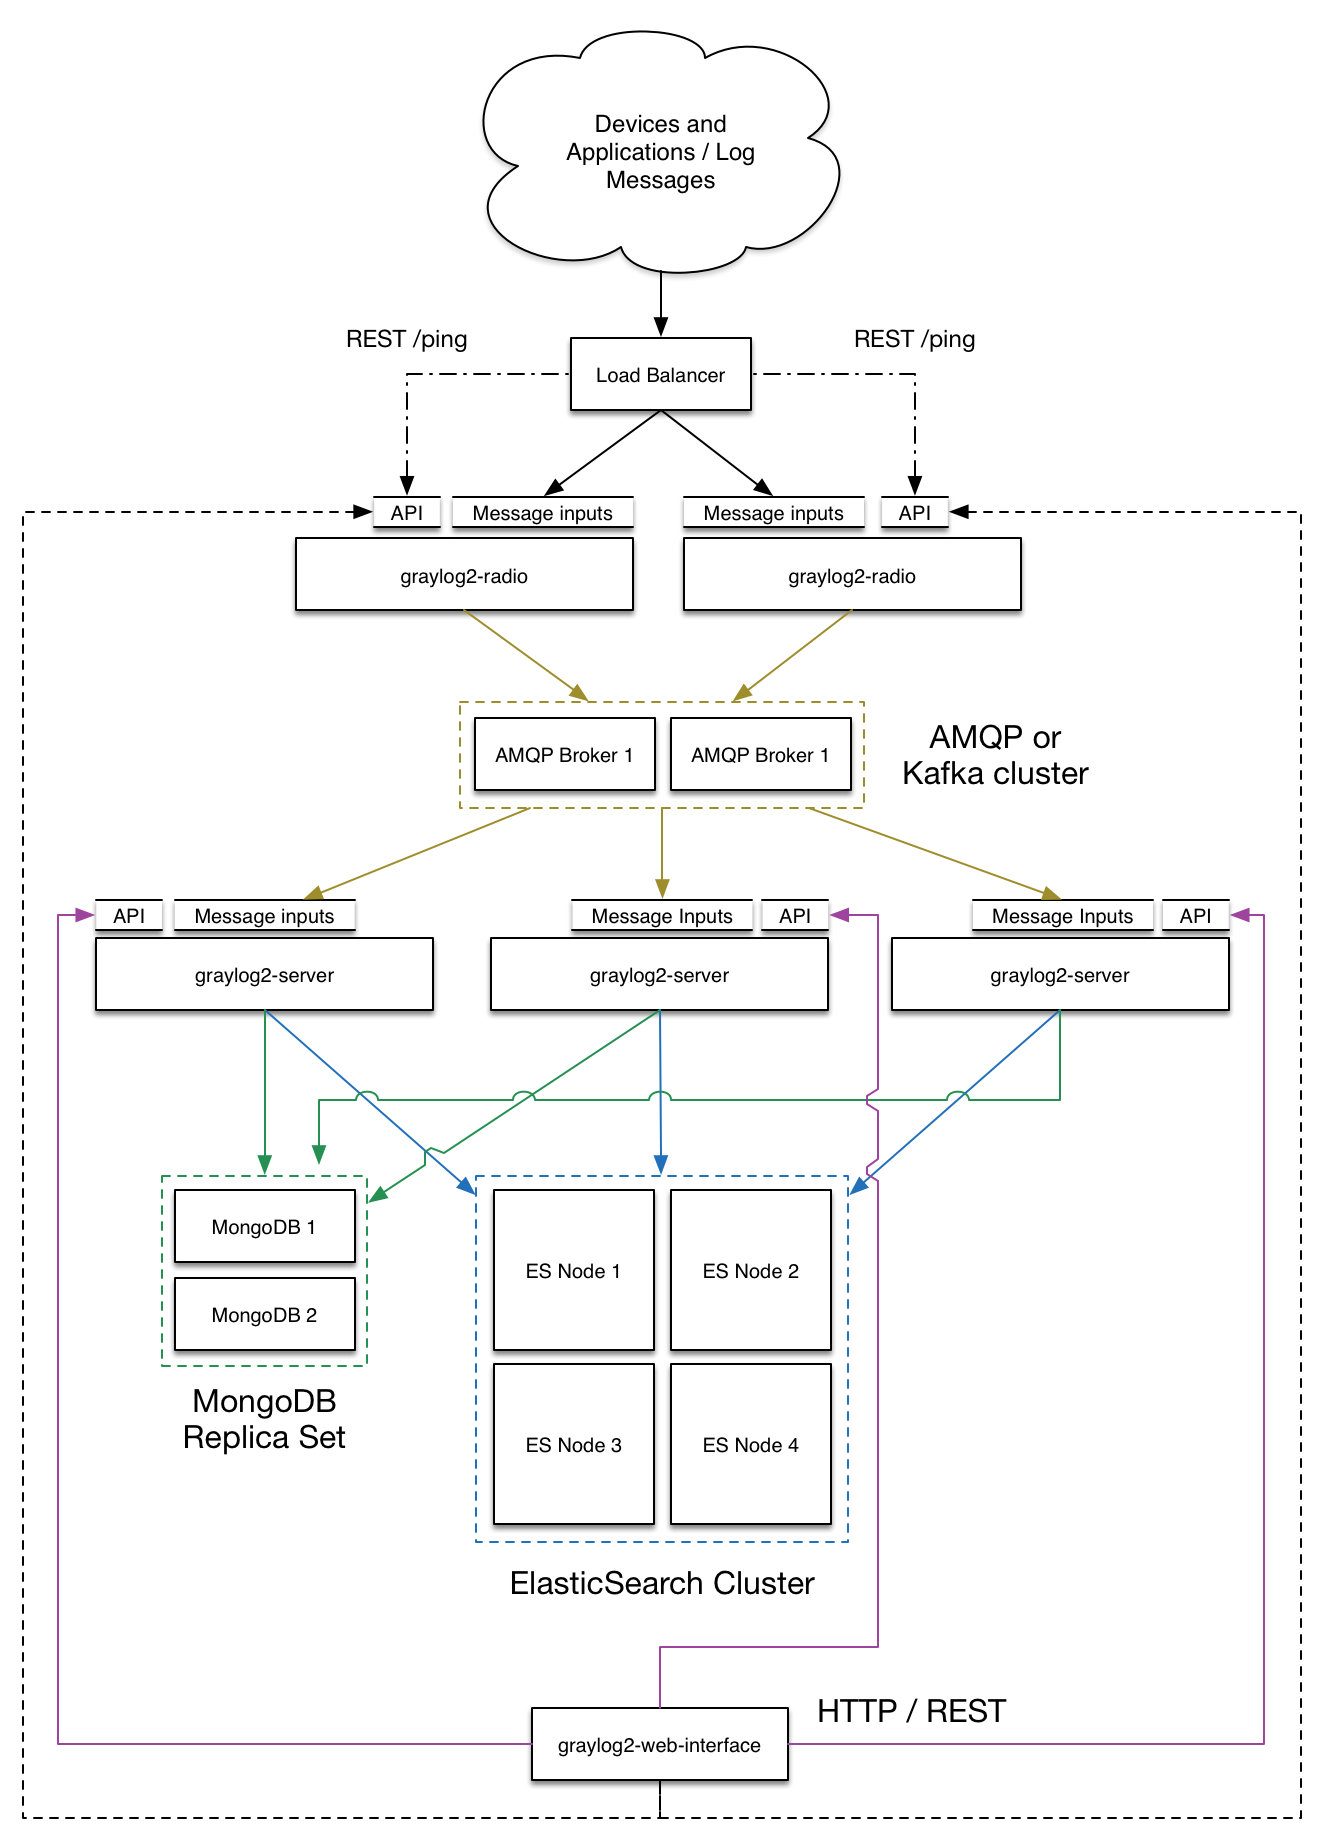 Devices and
Applications / Log
Messages
REST /ping
REST /ping
Load Balancer
API
Message inputs
Message inputs
API
graylog2-radio
graylog2-radio
AMQP Broker 1
AMQP Broker 1
AMQP or
Kafka cluster
API
Message inputs
Message Inputs
API
Message Inputs
API
graylog2-server
graylog2-server
graylog2-server
MongoDB 1
MongoDB 2
MongoDB
Replica Set
ES Node 1
ES Node 2
ES Node 3
ES Node 4
ElasticSearch Cluster
HTTP / REST
graylog2-web-interface